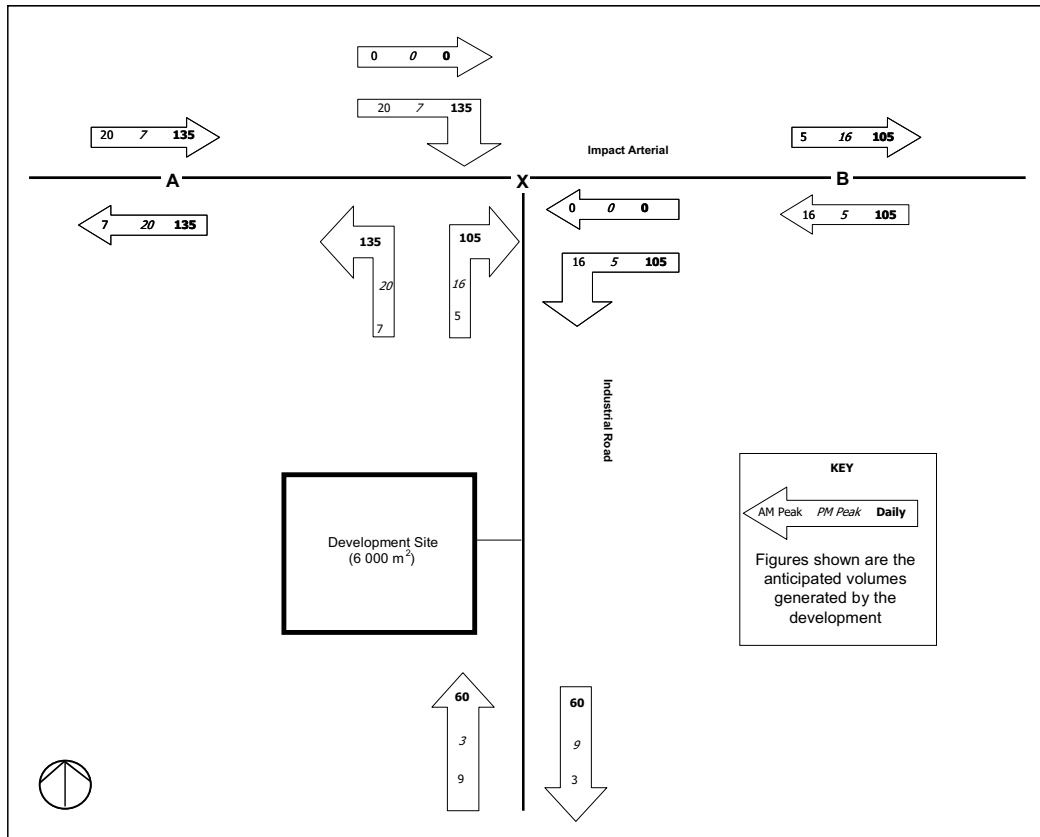 0 0 0
20 7 135
20 7 135
Impact Arterial
5 16 105
A
X
B
7 20 135
0 0 0
16 5 105
135
20
7
105
16
5
16 5 105
Industrial Road
Development Site
(6 000 m2)
KEY
AM Peak PM Peak Daily
Figures shown are the
anticipated volumes
generated by the
development
60
3
9
60
9
3